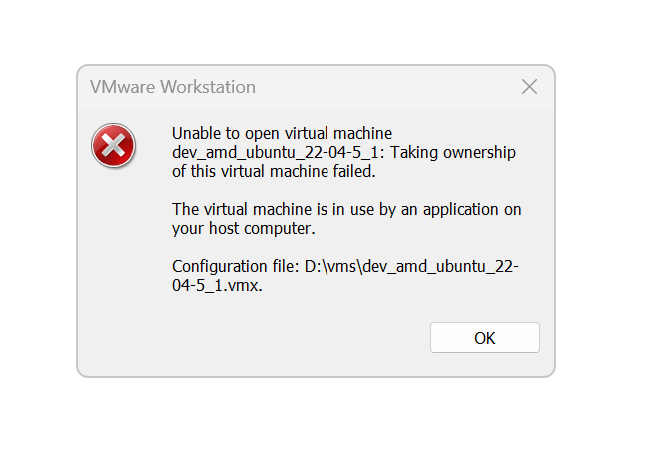 VMware Workstation
Unable to open virtual machine
dev_amd_ubuntu_22-04-5_1: Taking ownership
of this virtual machine failed.
The virtual machine is in use by an application on
your host computer.
Configuration file: D:\vms\dev_amd_ubuntu_22-
04-5_1.vmx.
OK